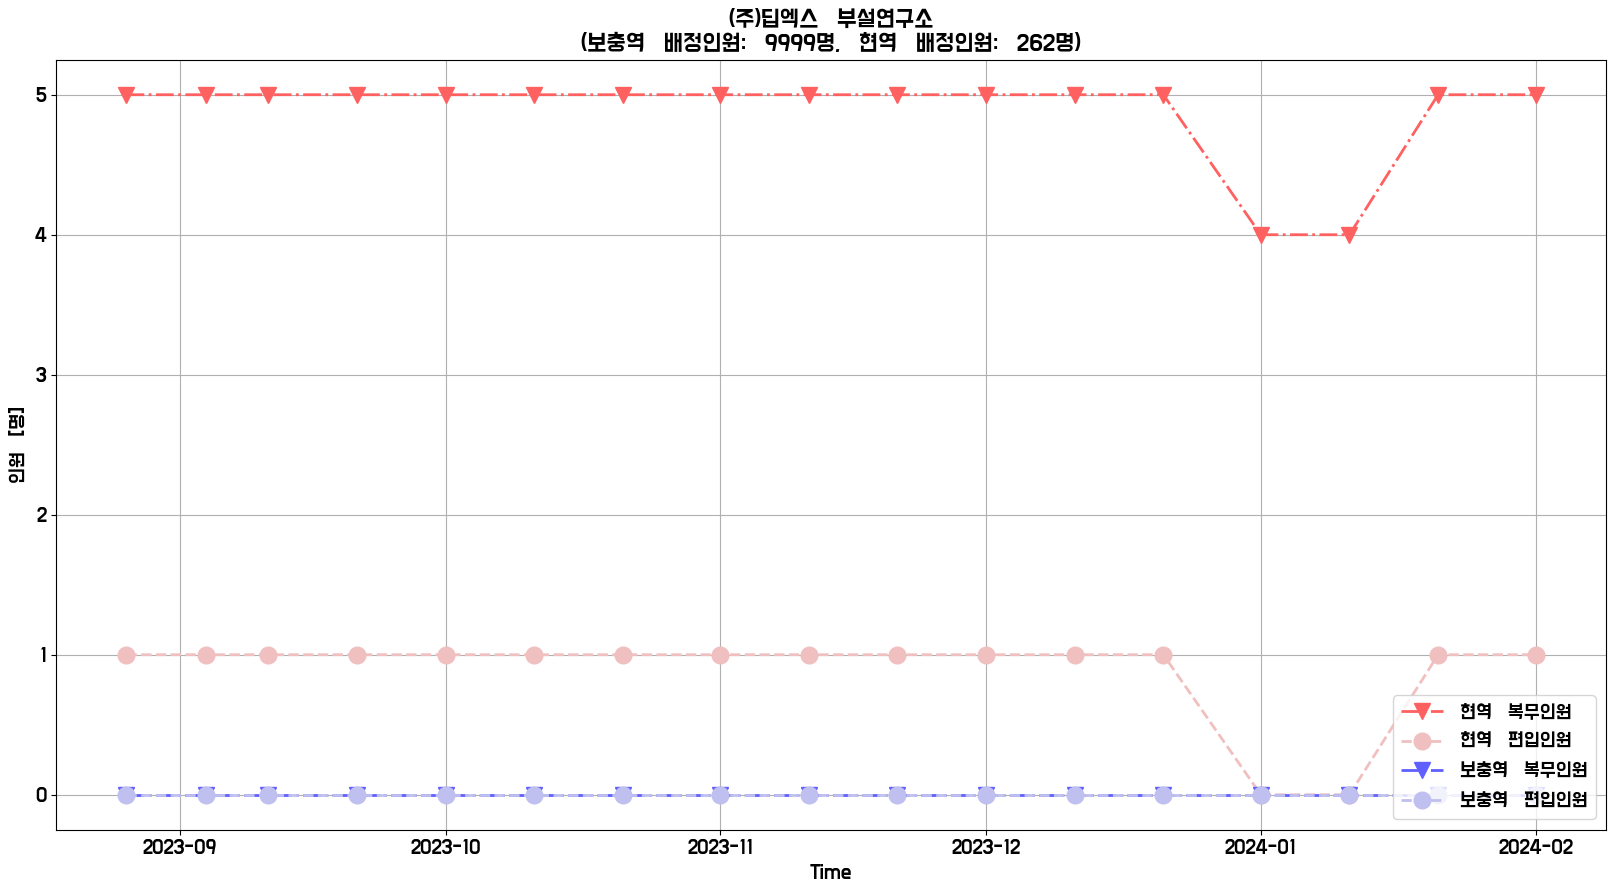 (주)딥엑스 부설연구소
(보충역 배정인원: 9999명, 현역 배정인원: 262명)
5
4
3
2
1
0
인원 [명]
2023-09
2023-10
2023-11
2023-12
2024-01
2024-02
Time
현역 복무인원
현역 편입인원
보충역 복무인원
보충역 편입인원